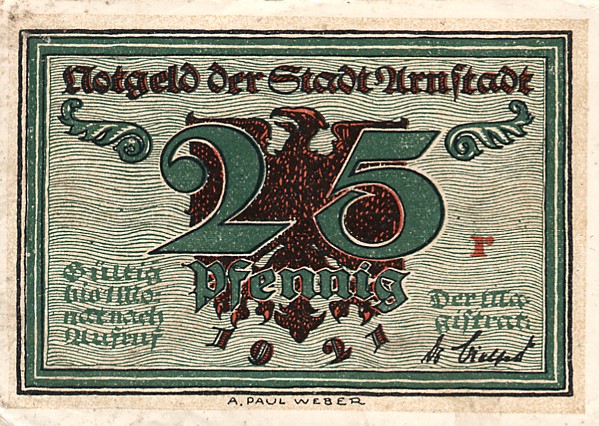 Notgeld der Stadt Arnstadt
25
Pfennig
r
Gültig
bis 1 Mo-
nat nach
Aufruf
Der Ma-
gistrat:
1921
A. PAUL WEBER